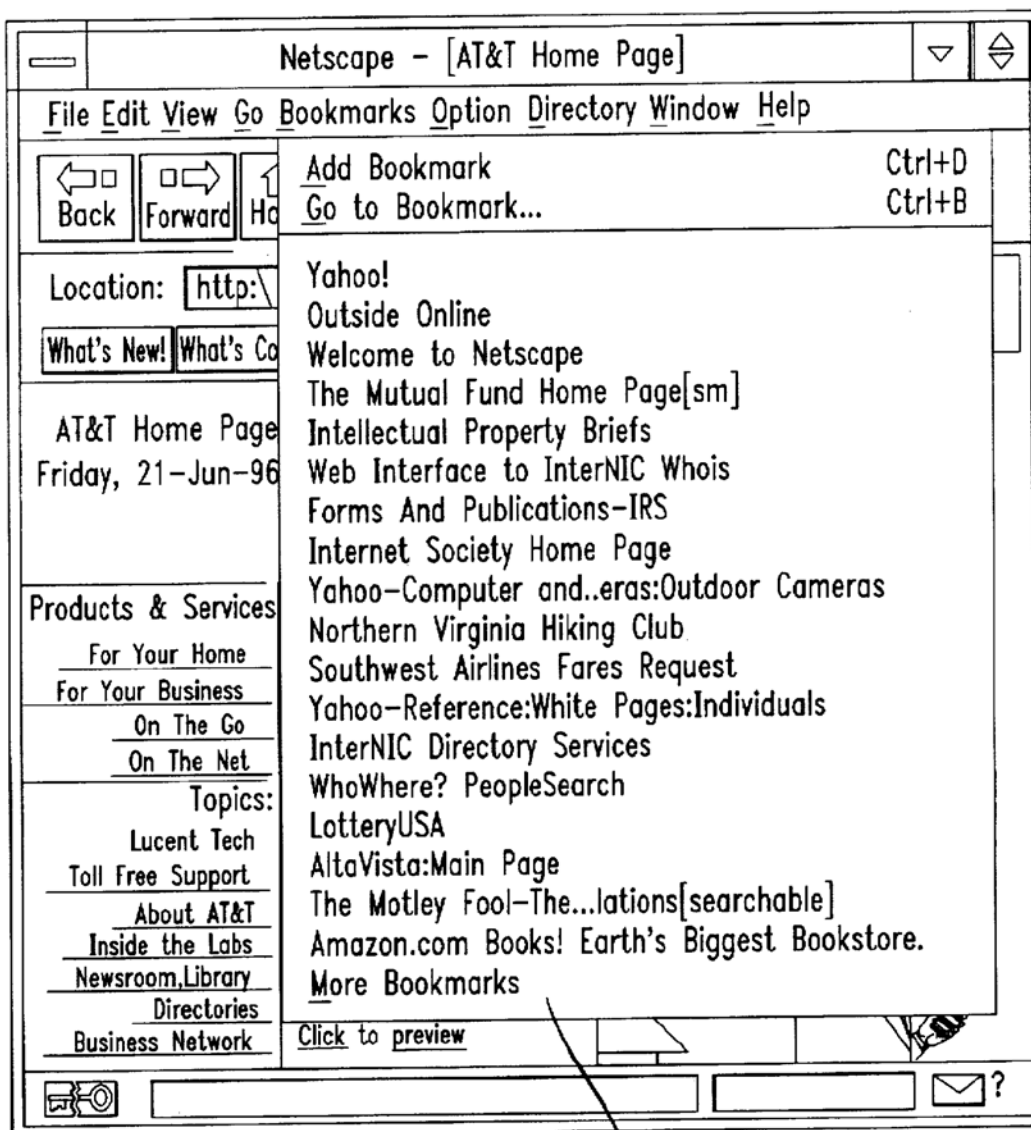 Netscape - [AT&T Home Page]
File Edit View Go Bookmarks Option Directory Window Help
Back Forward Ho
Add Bookmark Ctrl+D
Go to Bookmark... Ctrl+B
Location: http:\
What's New! What's Co
AT&T Home Page
Friday, 21-Jun-96
Yahoo!
Outside Online
Welcome to Netscape
The Mutual Fund Home Page[sm]
Intellectual Property Briefs
Web Interface to InterNIC Whois
Forms And Publications-IRS
Internet Society Home Page
Yahoo-Computer and..eras:Outdoor Cameras
Northern Virginia Hiking Club
Southwest Airlines Fares Request
Yahoo-Reference:White Pages:Individuals
InterNIC Directory Services
WhoWhere? PeopleSearch
LotteryUSA
AltaVista:Main Page
The Motley Fool-The...lations[searchable]
Amazon.com Books! Earth's Biggest Bookstore.
More Bookmarks
Products & Services
For Your Home
For Your Business
On The Go
On The Net
Topics:
Lucent Tech
Toll Free Support
About AT&T
Inside the Labs
Newsroom,Library
Directories
Business Network
Click to preview
?